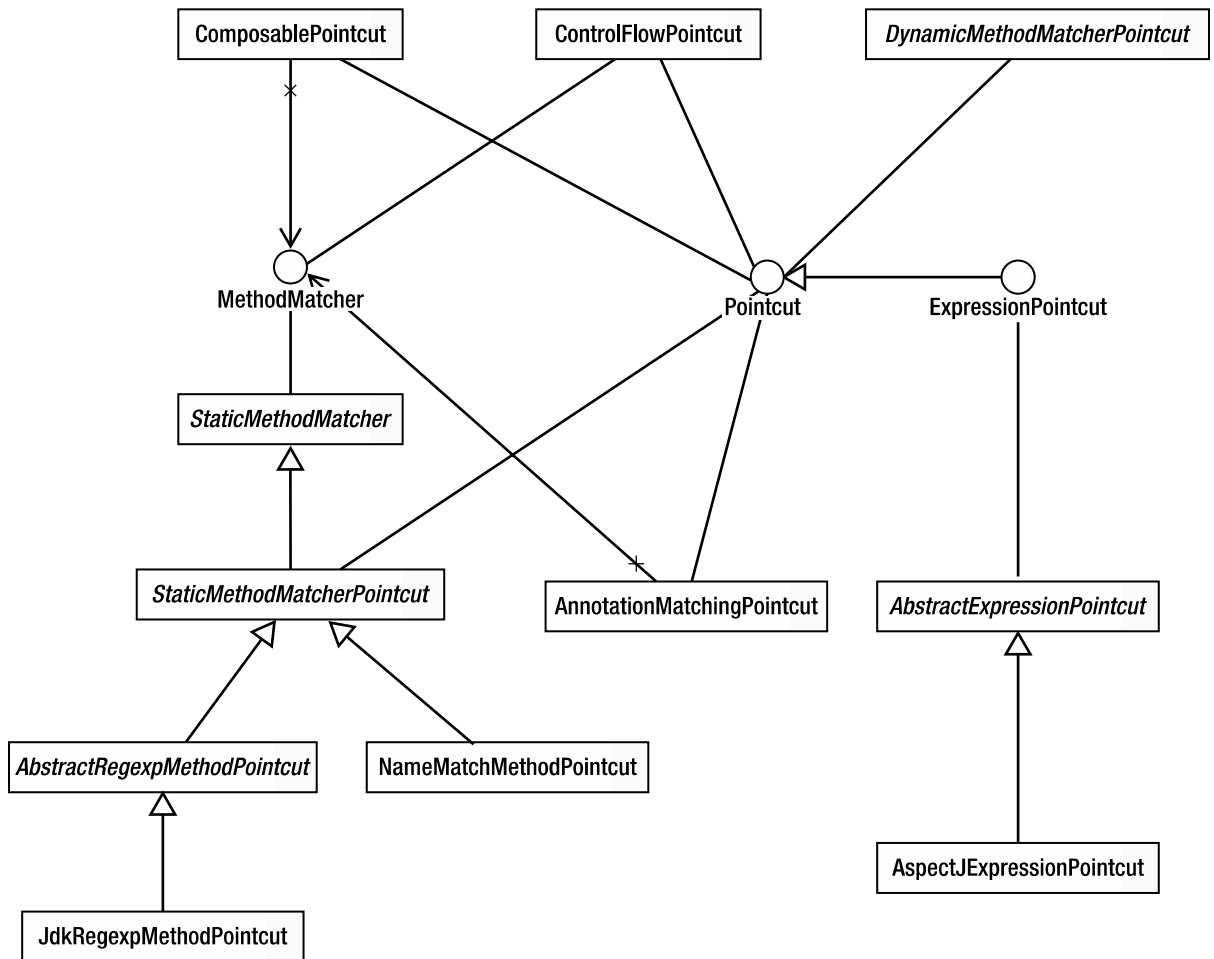 ComposablePointcut
ControlFlowPointcut
DynamicMethodMatcherPointcut
MethodMatcher
Pointcut
ExpressionPointcut
StaticMethodMatcher
StaticMethodMatcherPointcut
AnnotationMatchingPointcut
AbstractExpressionPointcut
AbstractRegexpMethodPointcut
NameMatchMethodPointcut
AspectJExpressionPointcut
JdkRegexpMethodPointcut